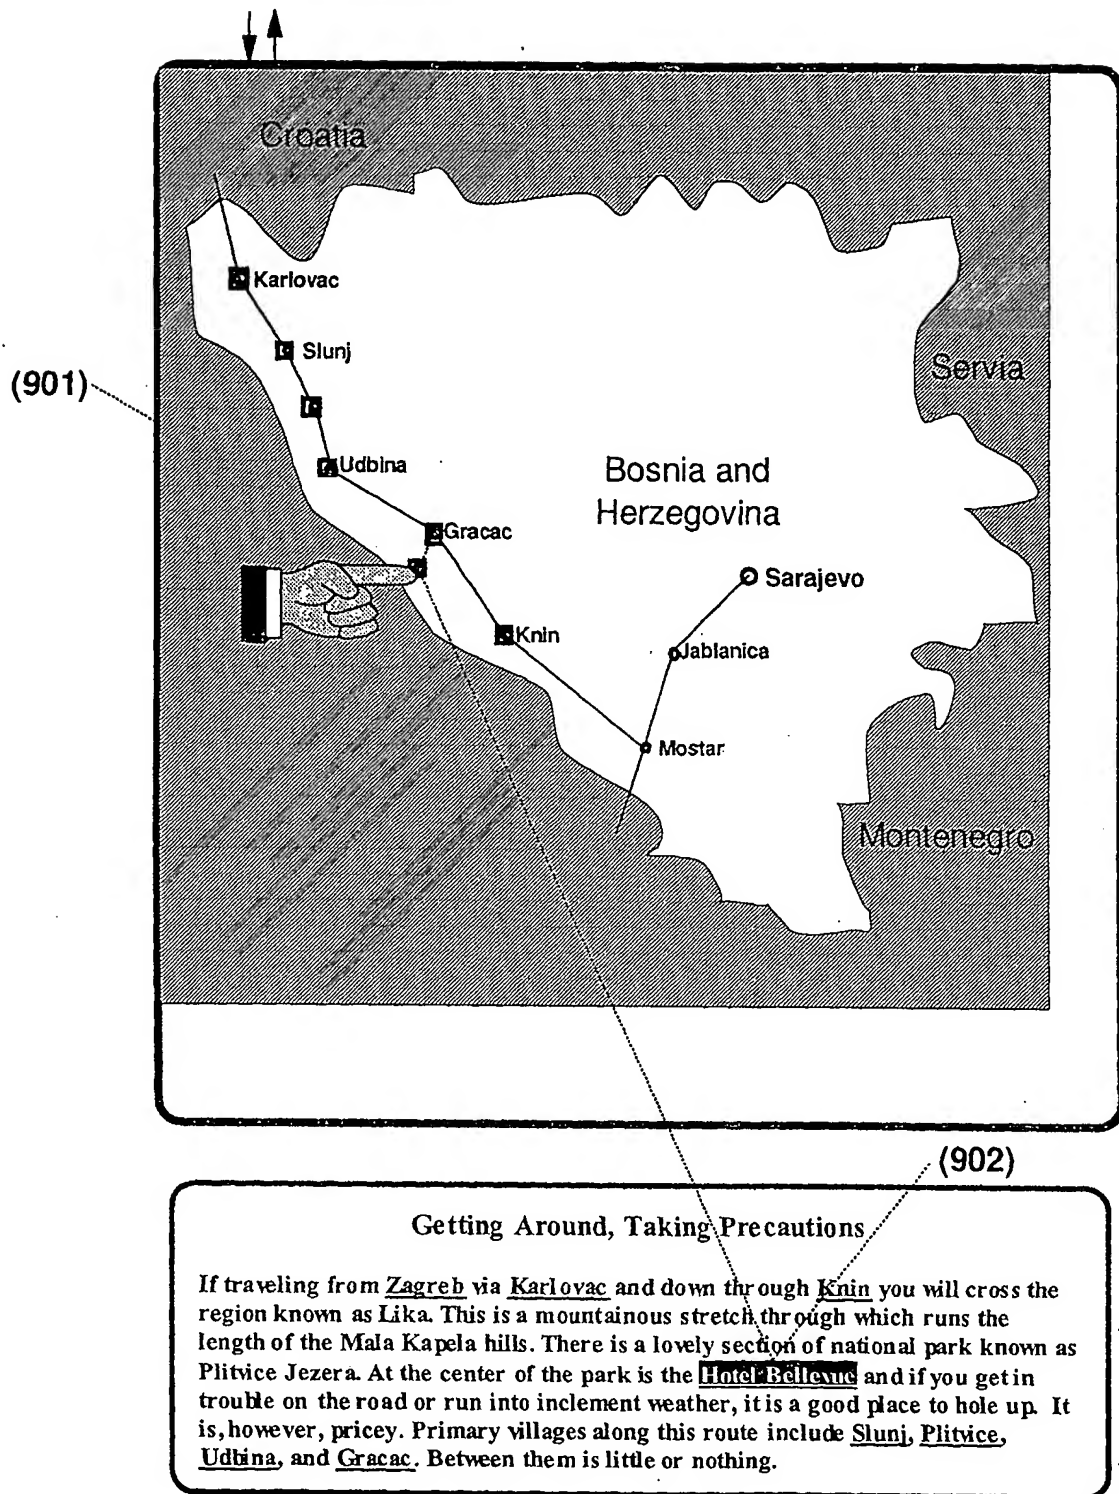 Croatia
Karlovac
Slunj
(901)
Servia
Udbina
Bosnia and
Herzegovina
Gracac
Sarajevo
Knin
Jablanica
Mostar
Montenegro
(902)
Getting Around, Taking Precautions
If traveling from Zagreb via Karlovac and down through Knin you will cross the
region known as Lika. This is a mountainous stretch through which runs the
length of the Mala Kapela hills. There is a lovely section of national park known as
Plitvice Jezera. At the center of the park is the Hotel Bellevue and if you get in
trouble on the road or run into inclement weather, it is a good place to hole up. It
is, however, pricey. Primary villages along this route include Slunj, Plitvice,
Udbina, and Gracac. Between them is little or nothing.